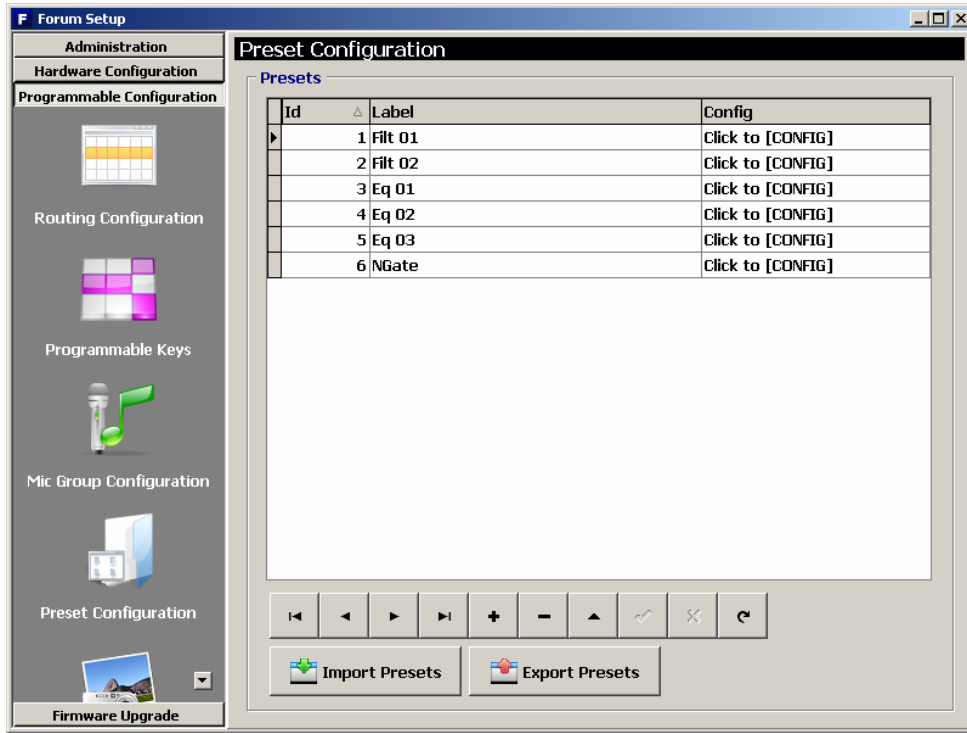 F Forum Setup
Administration
Hardware Configuration
Programmable Configuration
Routing Configuration
Programmable Keys
Mic Group Configuration
Preset Configuration
Firmware Upgrade
Preset Configuration
Presets
Id Label Config
1 Filt 01 Click to [CONFIG]
2 Filt 02 Click to [CONFIG]
3 Eq 01 Click to [CONFIG]
4 Eq 02 Click to [CONFIG]
5 Eq 03 Click to [CONFIG]
6 NGate Click to [CONFIG]
Import Presets Export Presets